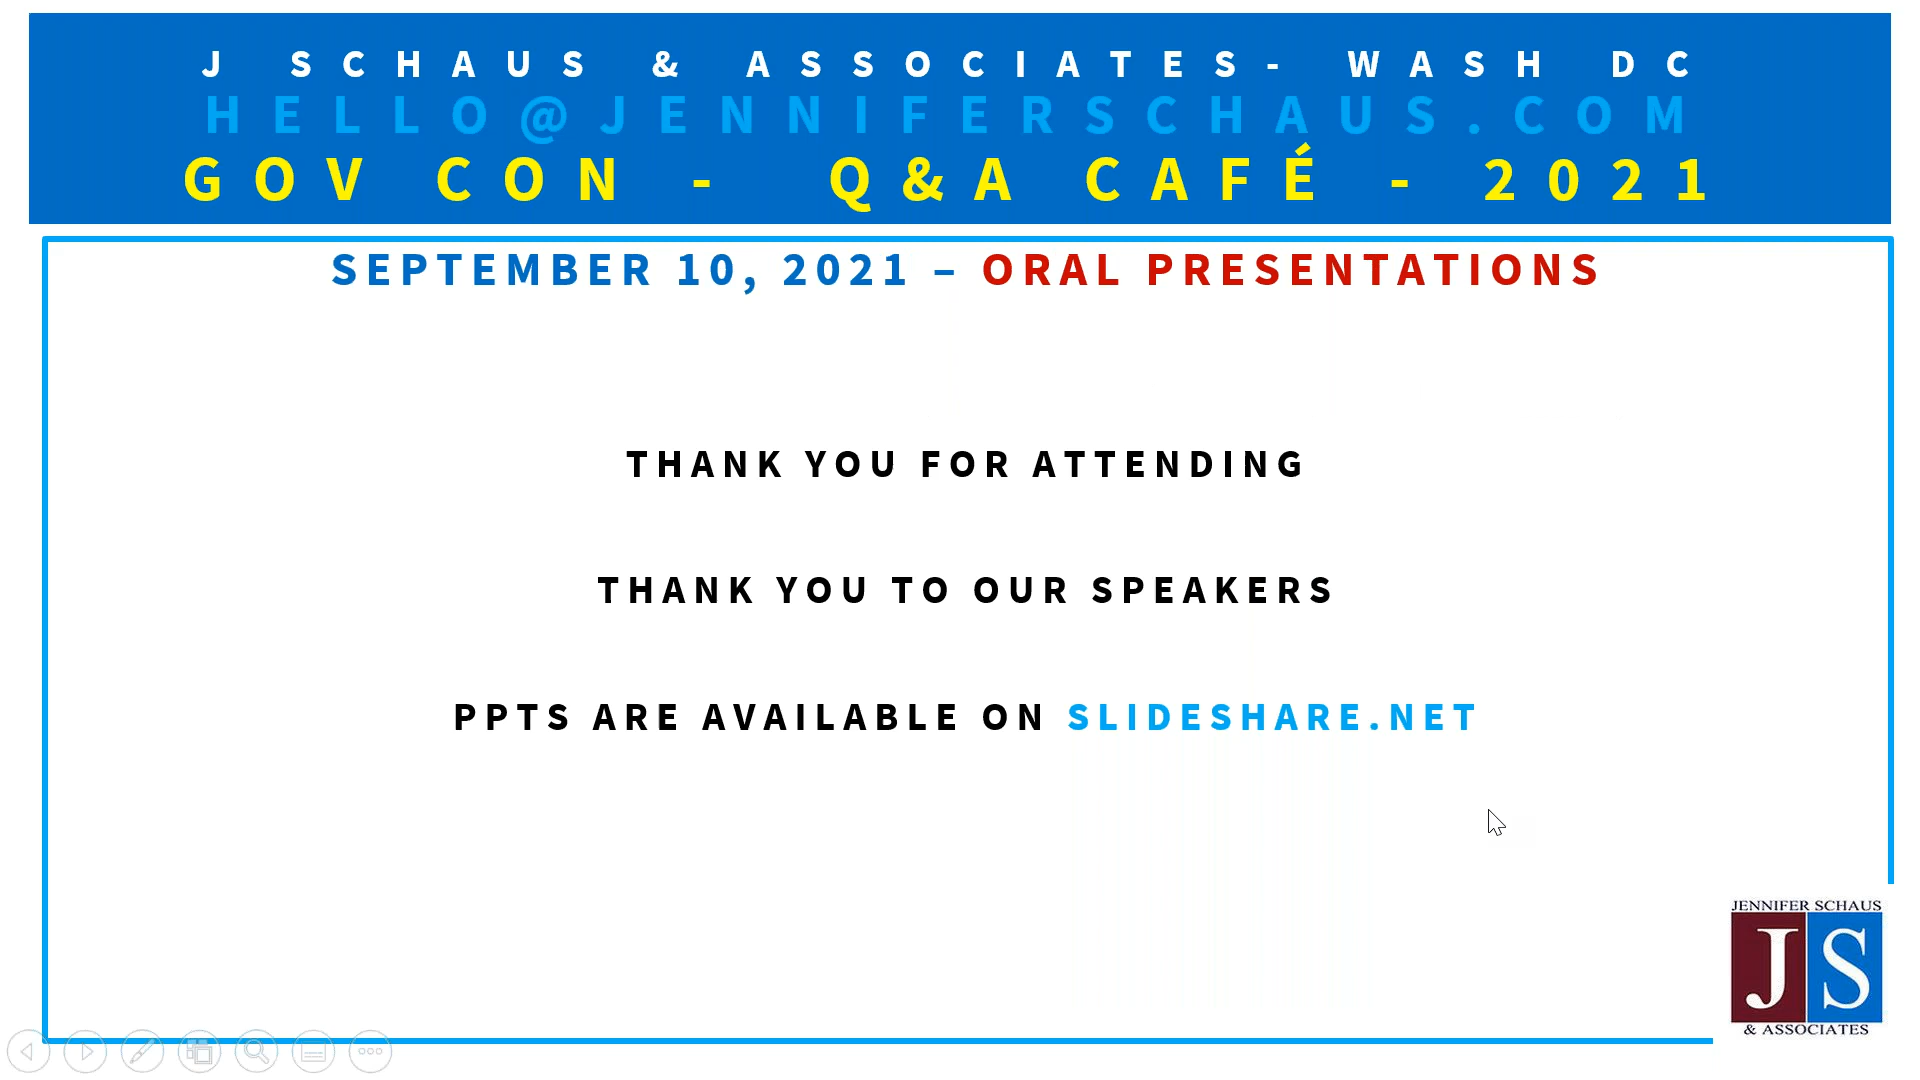 J SCHAUS & ASSOCIATES- WASH DC
HELLO@JENNIFERSCHAUS.COM
GOV CON - Q&A CAFÉ - 2021
SEPTEMBER 10, 2021 – ORAL PRESENTATIONS
THANK YOU FOR ATTENDING
THANK YOU TO OUR SPEAKERS
PPTS ARE AVAILABLE ON SLIDESHARE.NET
JENNIFER SCHAUS
JS
& ASSOCIATES